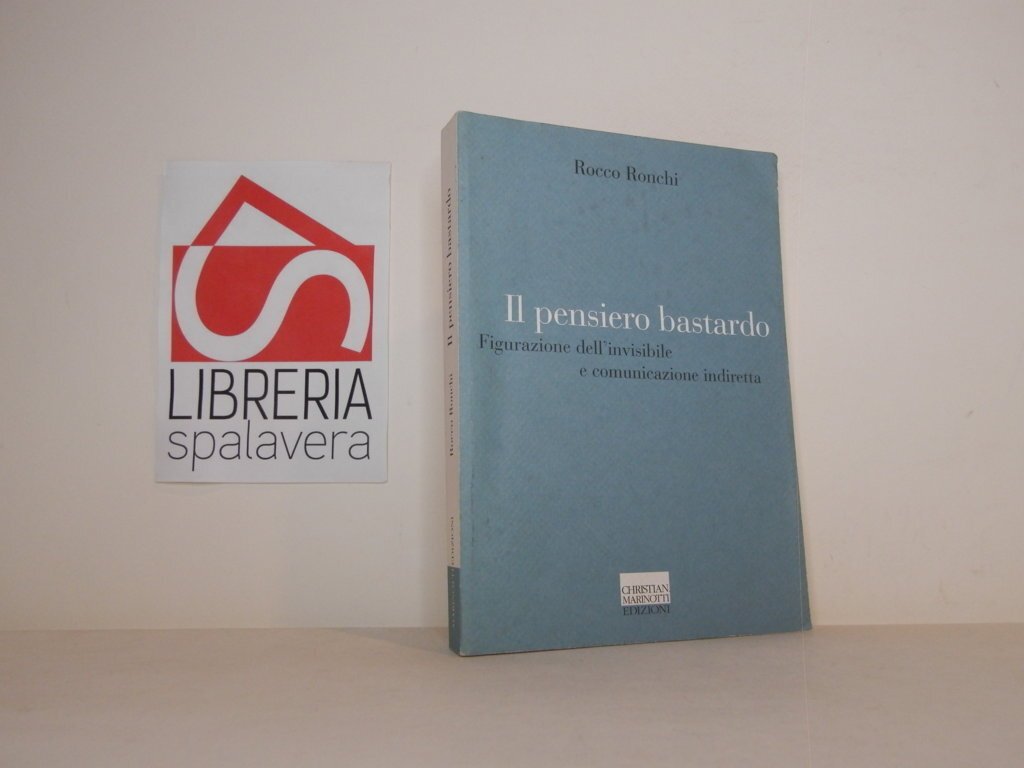 LIBRERIA
spalavera
Rocco Ronchi
Il pensiero bastardo
Figurazione dell'invisibile
e comunicazione indiretta
CHRISTIAN
MARINOTTI
EDIZIONI
Rocco Ronchi Il pensiero bastardo
EDIZIONI